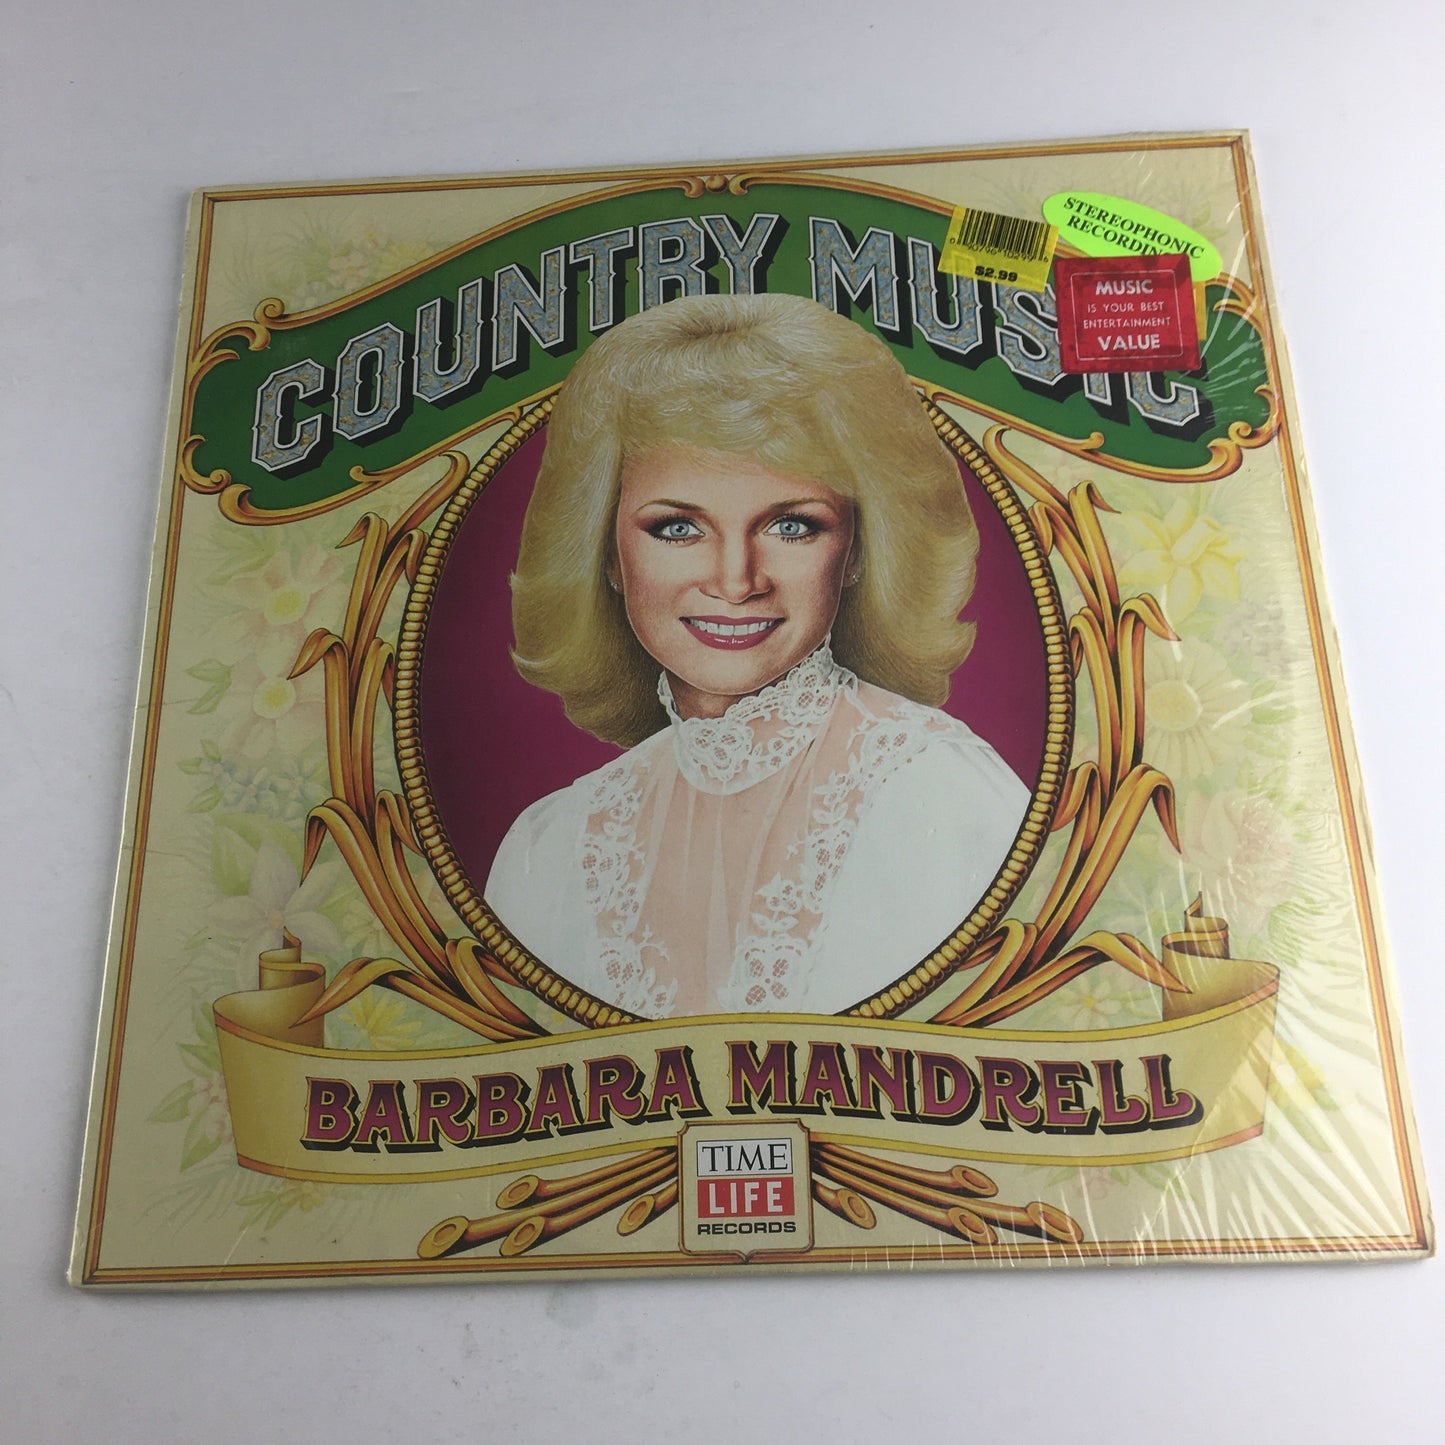 COUNTRY MUSIC
STEREOPHONIC
RECORDING
$2.99
MUSIC
IS YOUR BEST
ENTERTAINMENT
VALUE
BARBARA MANDRELL
TIME
LIFE
RECORDS